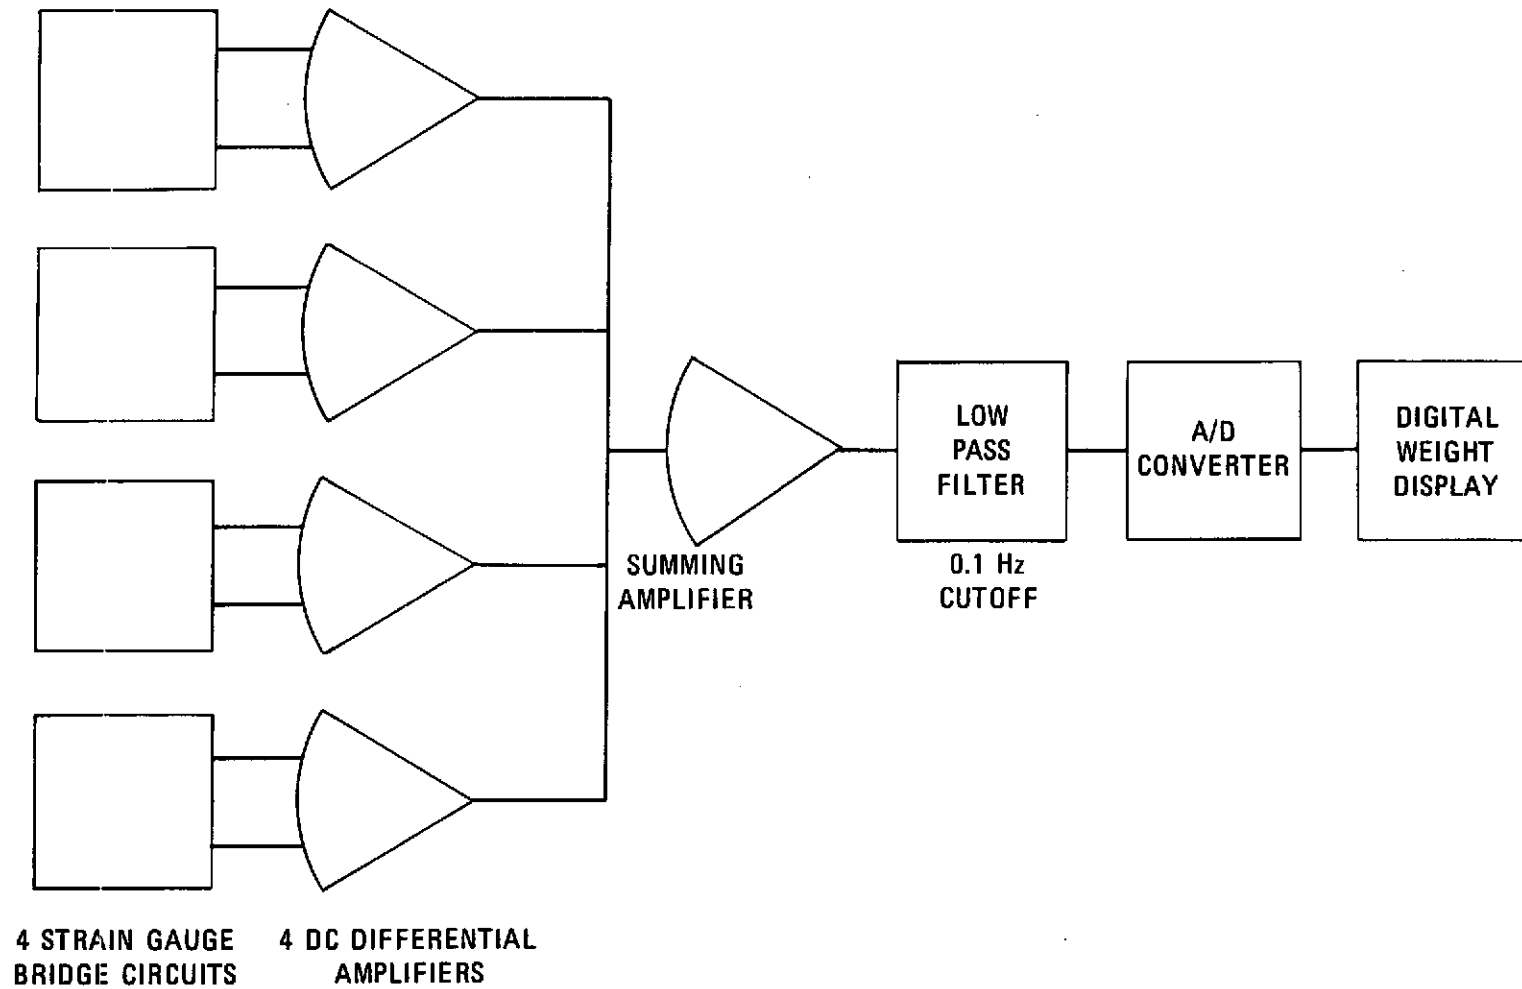 LOW
PASS
FILTER
A/D
CONVERTER
DIGITAL
WEIGHT
DISPLAY
SUMMING
AMPLIFIER
0.1 Hz
CUTOFF
4 STRAIN GAUGE
BRIDGE CIRCUITS
4 DC DIFFERENTIAL
AMPLIFIERS